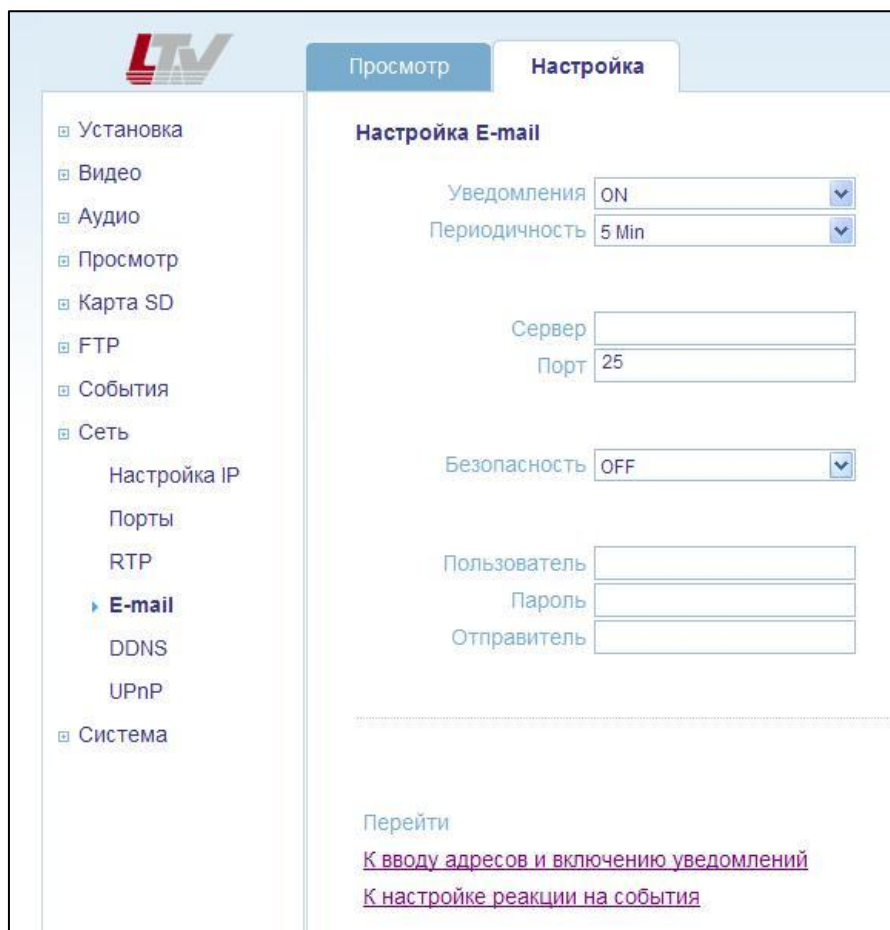 LTV
Просмотр
Настройка
Установка
Видео
Аудио
Просмотр
Карта SD
FTP
События
Сеть
Настройка IP
Порты
RTP
E-mail
DDNS
UPnP
Система
Настройка E-mail
Уведомления ON
Периодичность 5 Min
Сервер
Порт 25
Безопасность OFF
Пользователь
Пароль
Отправитель
Перейти
К вводу адресов и включению уведомлений
К настройке реакции на события